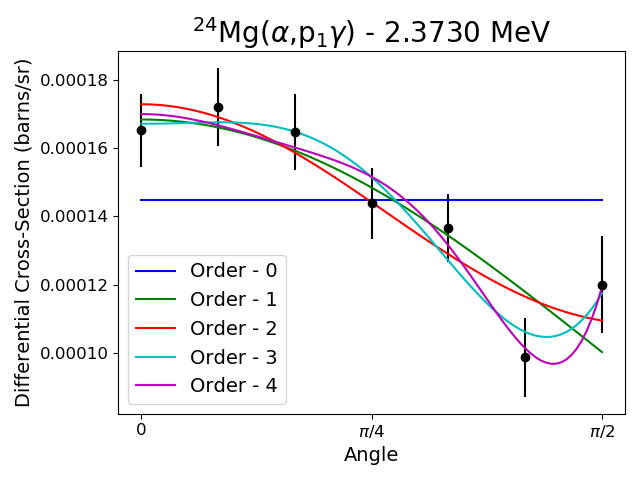 ²⁴Mg(α,p₁γ) - 2.3730 MeV
Differential Cross-Section (barns/sr)
0.00018
0.00016
0.00014
0.00012
0.00010
Order - 0
Order - 1
Order - 2
Order - 3
Order - 4
0
π/4
π/2
Angle